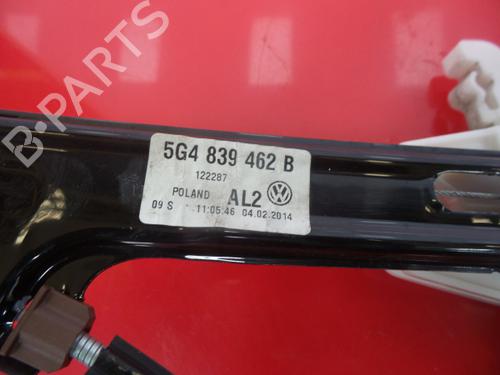 B-PARTS
5G4 839 462 B
122287
POLAND AL2
09 S - 11:05:46 04.02.2014